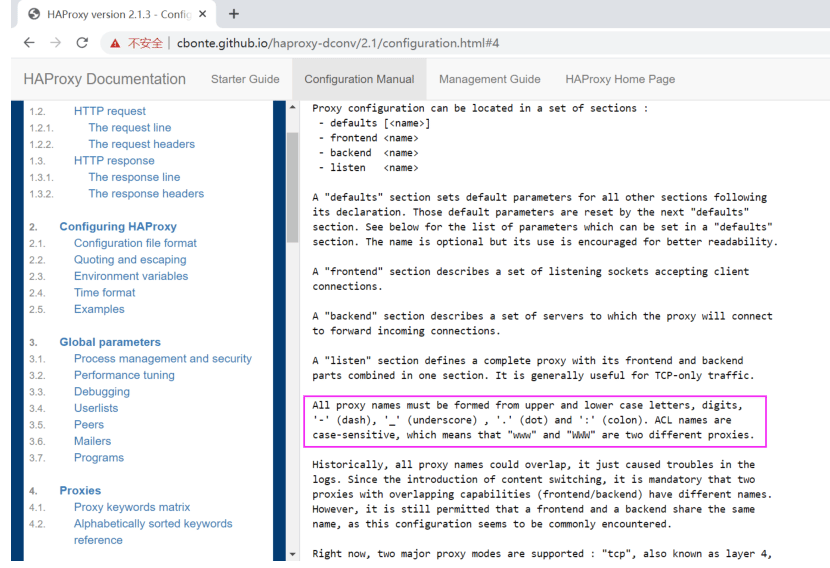 HAProxy version 2.1.3 - Config
不安全 | cbonte.github.io/haproxy-dconv/2.1/configuration.html#4
HAProxy Documentation Starter Guide Configuration Manual Management Guide HAProxy Home Page
1.2. HTTP request
1.2.1. The request line
1.2.2. The request headers
1.3. HTTP response
1.3.1. The response line
1.3.2. The response headers
2. Configuring HAProxy
2.1. Configuration file format
2.2. Quoting and escaping
2.3. Environment variables
2.4. Time format
2.5. Examples
3. Global parameters
3.1. Process management and security
3.2. Performance tuning
3.3. Debugging
3.4. Userlists
3.5. Peers
3.6. Mailers
3.7. Programs
4. Proxies
4.1. Proxy keywords matrix
4.2. Alphabetically sorted keywords
reference
Proxy configuration can be located in a set of sections :
- defaults [<name>]
- frontend <name>
- backend <name>
- listen <name>
A "defaults" section sets default parameters for all other sections following
its declaration. Those default parameters are reset by the next "defaults"
section. See below for the list of parameters which can be set in a "defaults"
section. The name is optional but its use is encouraged for better readability.
A "frontend" section describes a set of listening sockets accepting client
connections.
A "backend" section describes a set of servers to which the proxy will connect
to forward incoming connections.
A "listen" section defines a complete proxy with its frontend and backend
parts combined in one section. It is generally useful for TCP-only traffic.
All proxy names must be formed from upper and lower case letters, digits,
'-' (dash), '_' (underscore) , '.' (dot) and ':' (colon). ACL names are
case-sensitive, which means that "www" and "WWW" are two different proxies.
Historically, all proxy names could overlap, it just caused troubles in the
logs. Since the introduction of content switching, it is mandatory that two
proxies with overlapping capabilities (frontend/backend) have different names.
However, it is still permitted that a frontend and a backend share the same
name, as this configuration seems to be commonly encountered.
Right now, two major proxy modes are supported : "tcp", also known as layer 4,